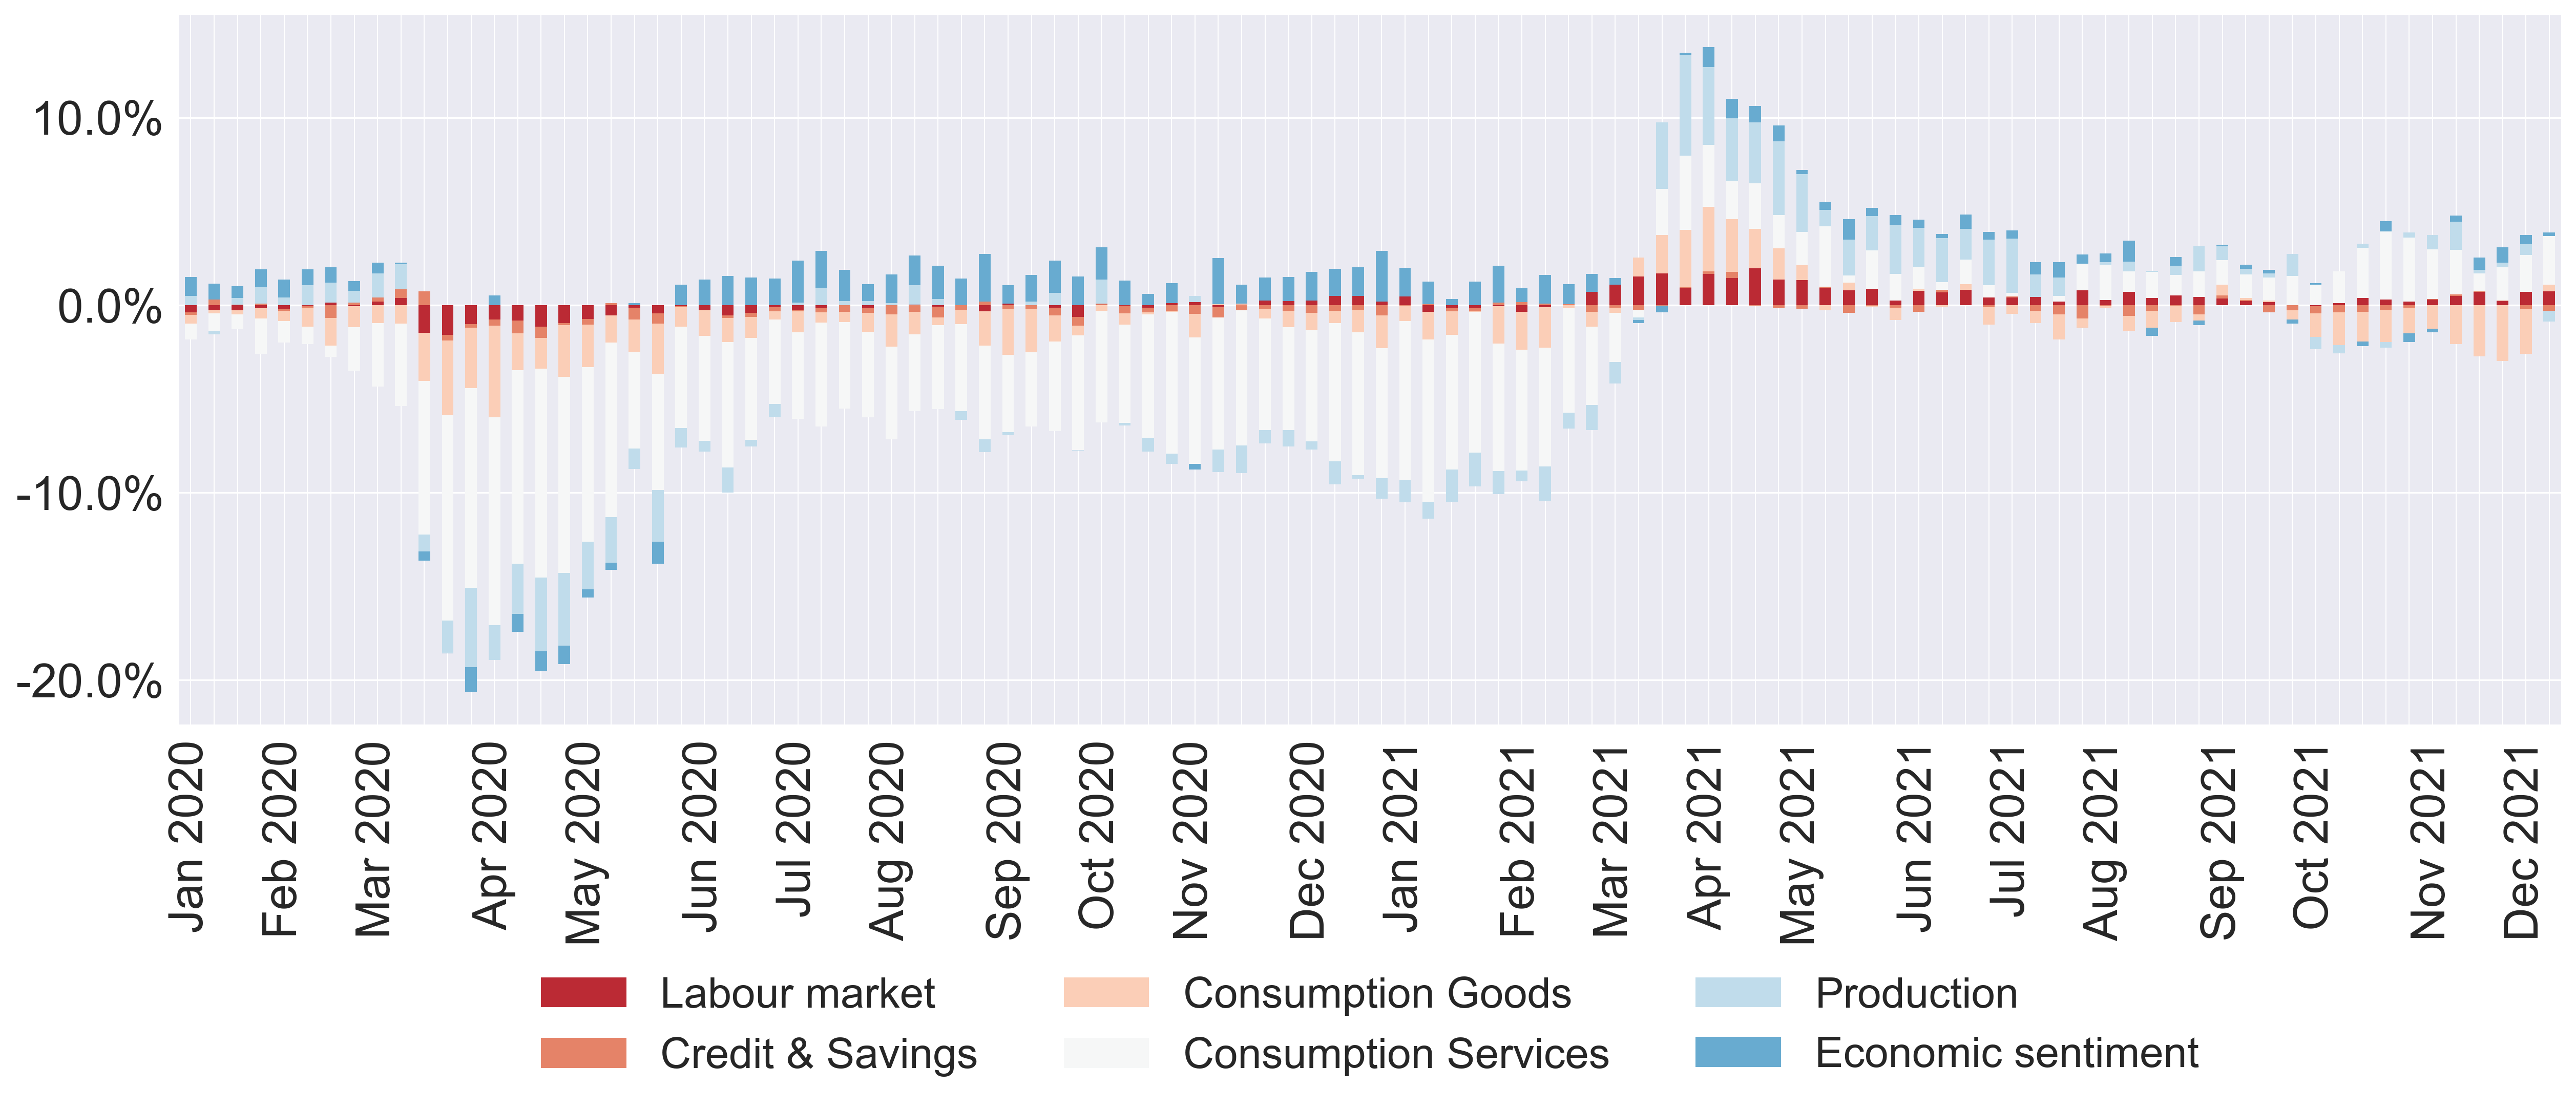 10.0%
0.0%
-10.0%
-20.0%
Jan 2020
Feb 2020
Mar 2020
Apr 2020
May 2020
Jun 2020
Jul 2020
Aug 2020
Sep 2020
Oct 2020
Nov 2020
Dec 2020
Jan 2021
Feb 2021
Mar 2021
Apr 2021
May 2021
Jun 2021
Jul 2021
Aug 2021
Sep 2021
Oct 2021
Nov 2021
Dec 2021
Labour market
Credit & Savings
Consumption Goods
Consumption Services
Production
Economic sentiment